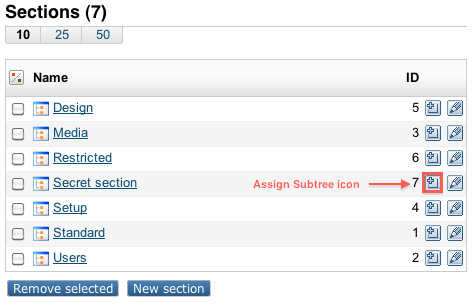 Sections (7)
10 25 50
Name ID
Design 5
Media 3
Restricted 6
Secret section Assign Subtree icon 7
Setup 4
Standard 1
Users 2
Remove selected New section